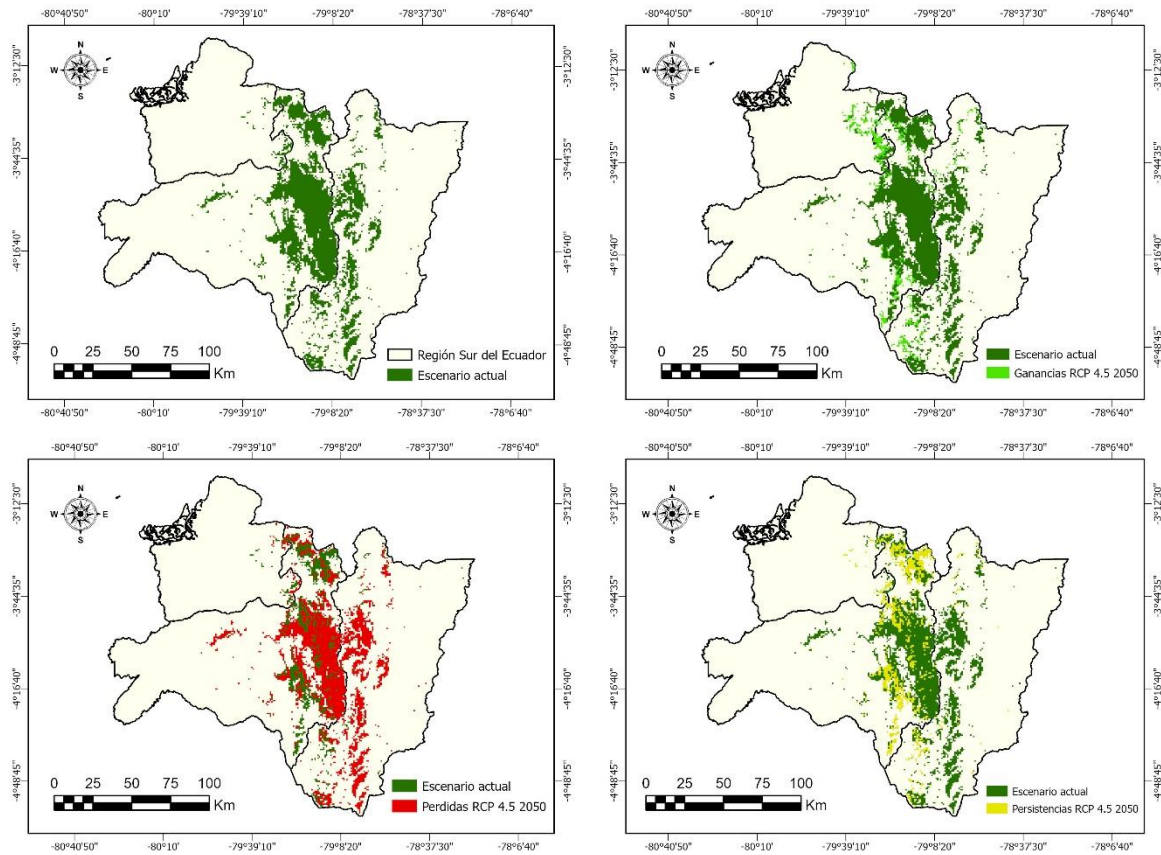 -80°40'50" -80°10' -79°39'10" -79°8'20" -78°37'30" -78°6'40"
-3°12'30"
-3°44'35"
-4°16'40"
-4°48'45"
N
W E
S
0 25 50 75 100
Km
Región Sur del Ecuador
Escenario actual
-3°12'30"
-3°44'35"
-4°16'40"
-4°48'45"
-80°40'50" -80°10' -79°39'10" -79°8'20" -78°37'30" -78°6'40"
-80°40'50" -80°10' -79°39'10" -79°8'20" -78°37'30" -78°6'40"
-3°12'30"
-3°44'35"
-4°16'40"
-4°48'45"
N
W E
S
0 25 50 75 100
Km
Escenario actual
Ganancias RCP 4.5 2050
-3°12'30"
-3°44'35"
-4°16'40"
-4°48'45"
-80°40'50" -80°10' -79°39'10" -79°8'20" -78°37'30" -78°6'40"
-80°40'50" -80°10' -79°39'10" -79°8'20" -78°37'30" -78°6'40"
-3°12'30"
-3°44'35"
-4°16'40"
-4°48'45"
N
W E
S
0 25 50 75 100
Km
Escenario actual
Perdidas RCP 4.5 2050
-3°12'30"
-3°44'35"
-4°16'40"
-4°48'45"
-80°40'50" -80°10' -79°39'10" -79°8'20" -78°37'30" -78°6'40"
-80°40'50" -80°10' -79°39'10" -79°8'20" -78°37'30" -78°6'40"
-3°12'30"
-3°44'35"
-4°16'40"
-4°48'45"
N
W E
S
0 25 50 75 100
Km
Escenario actual
Persistencias RCP 4.5 2050
-3°12'30"
-3°44'35"
-4°16'40"
-4°48'45"
-80°40'50" -80°10' -79°39'10" -79°8'20" -78°37'30" -78°6'40"